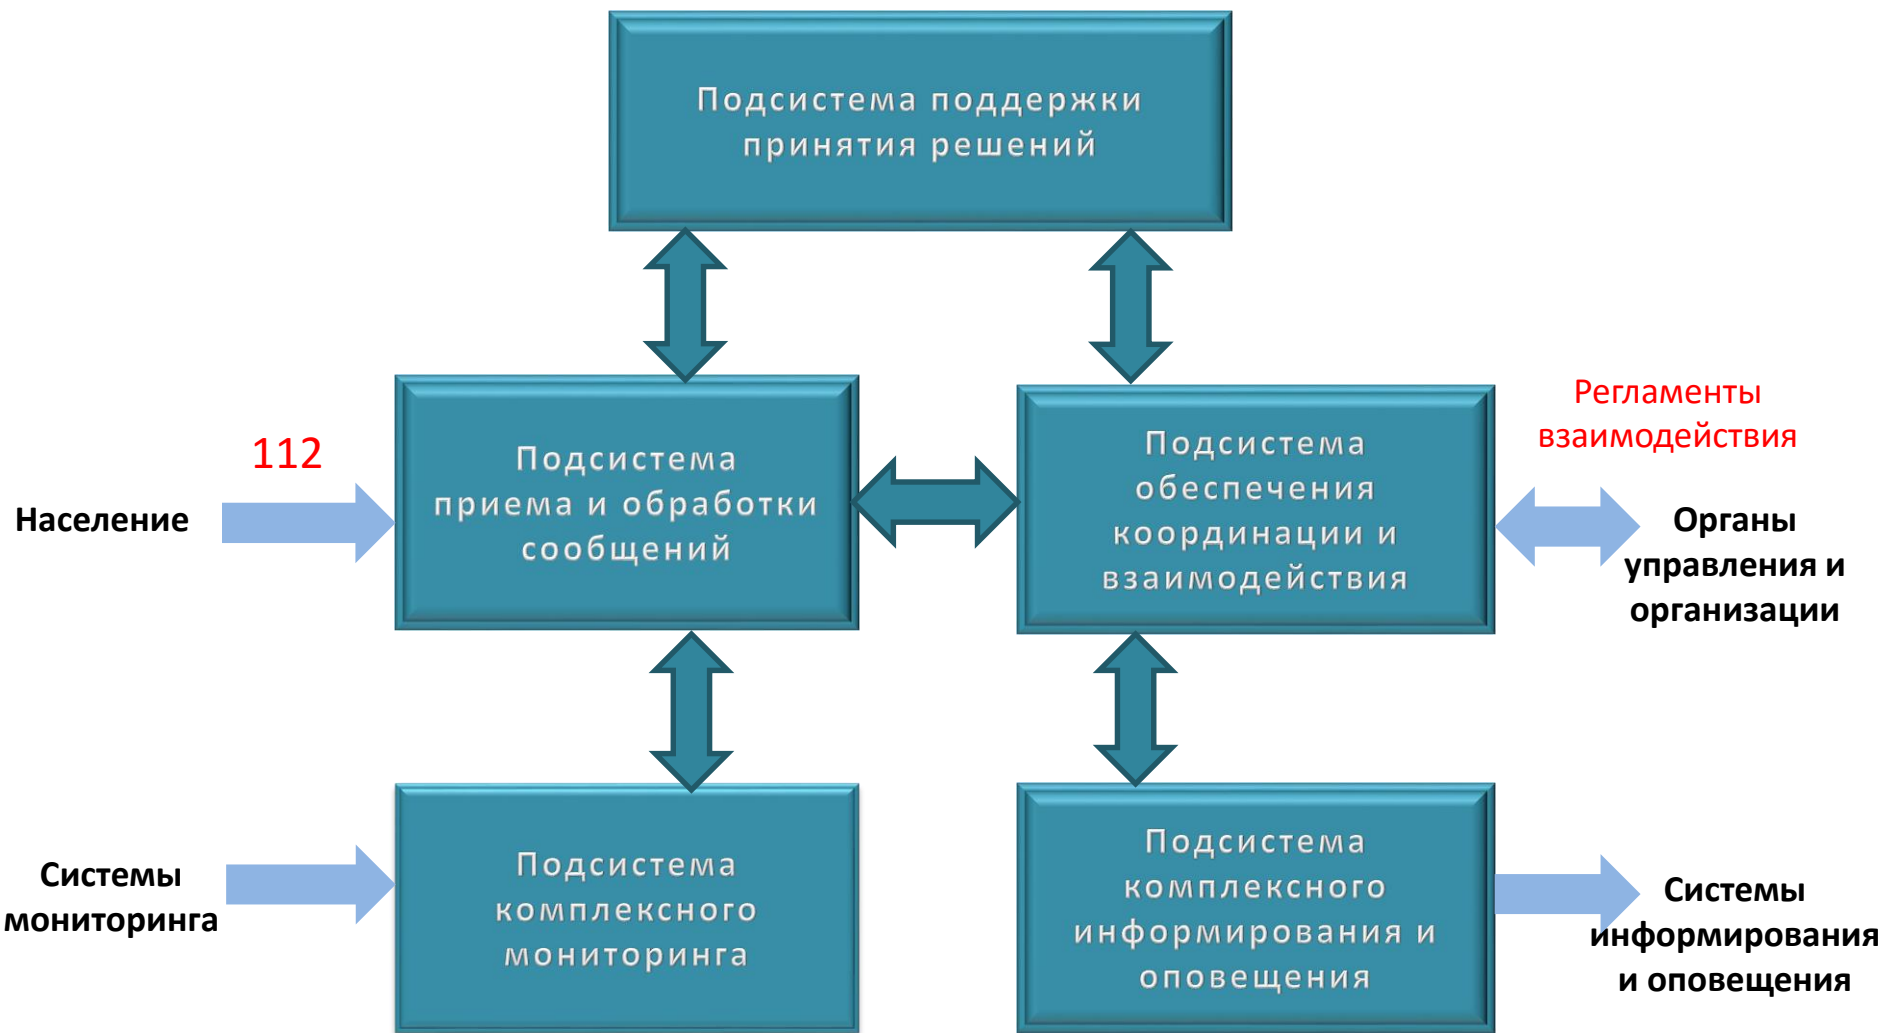 Подсистема поддержки
принятия решений
112
Население
Подсистема
приема и обработки
сообщений
Подсистема
обеспечения
координации и
взаимодействия
Регламенты
взаимодействия
Органы
управления и
организации
Системы
мониторинга
Подсистема
комплексного
мониторинга
Подсистема
комплексного
информирования и
оповещения
Системы
информирования
и оповещения